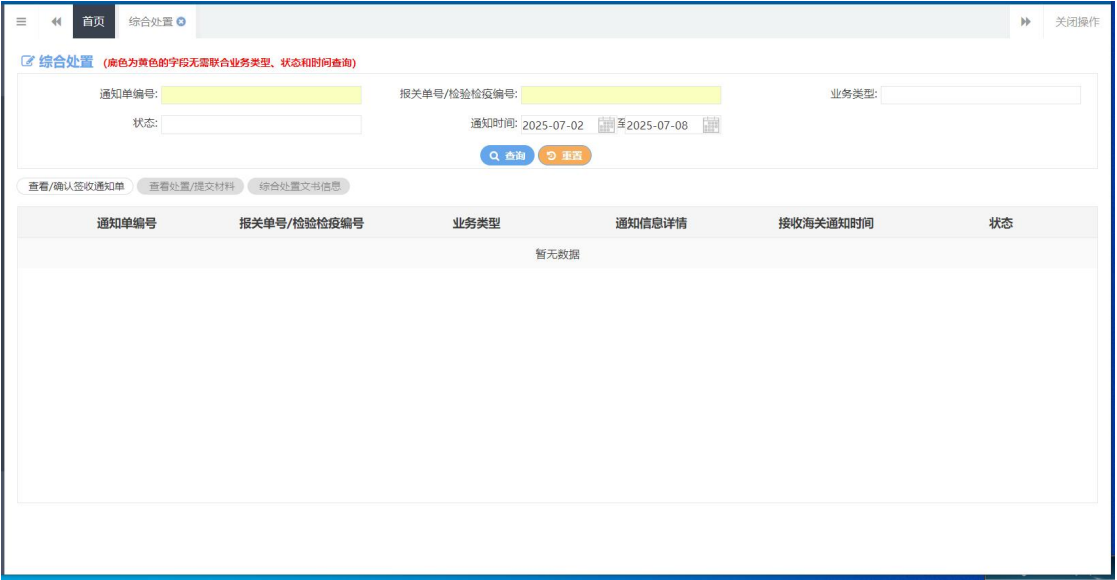 首页 综合处置 关闭操作
综合处置 (底色为黄色的字段无需联合业务类型、状态和时间查询)
通知单编号: 报关单号/检验检疫编号: 业务类型:
状态: 通知时间: 2025-07-02 至 2025-07-08
查询 重置
查看/确认签收通知单 查看处置/提交材料 综合处置文书信息
通知单编号 报关单号/检验检疫编号 业务类型 通知信息详情 接收海关通知时间 状态
暂无数据